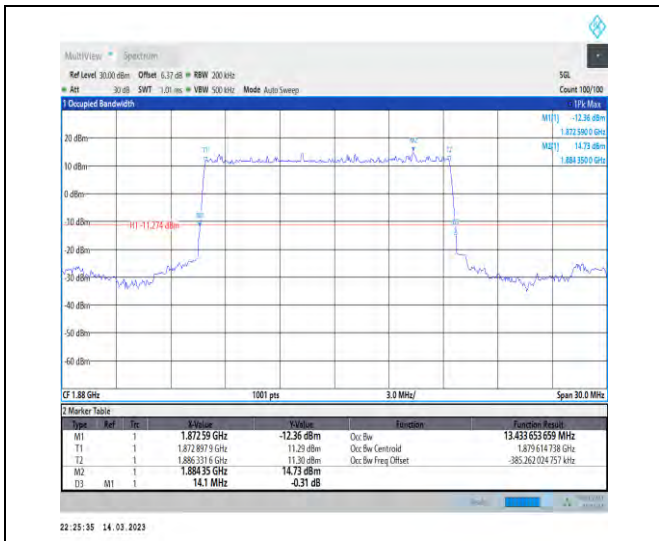 MultiView Spectrum
Ref Level 30.00 dBm Offset 6.37 dB RBW 200 kHz SGL
Att 30 dB SWT 1.01 ms VBW 500 kHz Mode Auto Sweep Count 100/100
1 Occupied Bandwidth 1Pk Max
M1[1] -12.36 dBm
1.872 590 0 GHz
M2[1] 14.73 dBm
1.884 350 0 GHz
20 dBm
T1 M2 T2
10 dBm
0 dBm
-10 dBm
H1 -11.274 dBm
-20 dBm
-30 dBm
-40 dBm
-50 dBm
-60 dBm
CF 1.88 GHz 1001 pts 3.0 MHz/ Span 30.0 MHz
2 Marker Table
Type Ref Trc X-Value Y-Value Function Function Result
M1 1 1.872 59 GHz -12.36 dBm Occ Bw 13.433 653 659 MHz
T1 1 1.872 897 9 GHz 11.29 dBm Occ Bw Centroid 1.879 614 738 GHz
T2 1 1.886 331 6 GHz 11.30 dBm Occ Bw Freq Offset -385.262 024 757 kHz
M2 1 1.884 35 GHz 14.73 dBm
D3 M1 1 14.1 MHz -0.31 dB
Ready
22:25:35 14.03.2023